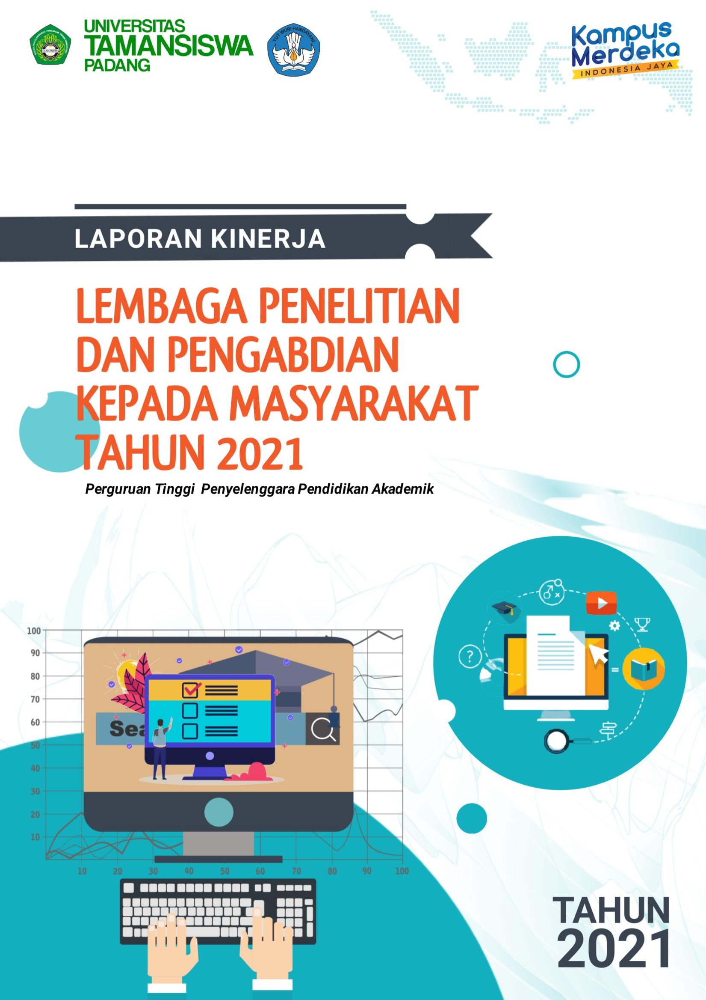 UNIVERSITAS
TAMANSISWA
PADANG
TAMANSISWA
TUT WURI HANDAYANI
Kampus
Merdeka
INDONESIA JAYA
LAPORAN KINERJA
LEMBAGA PENELITIAN
DAN PENGABDIAN
KEPADA MASYARAKAT
TAHUN 2021
Perguruan Tinggi Penyelenggara Pendidikan Akademik
100
90
80
70
60
50
40
30
20
10
Sea
10 20 30 40 50 60 70 80 90 100
?
=
TAHUN
2021